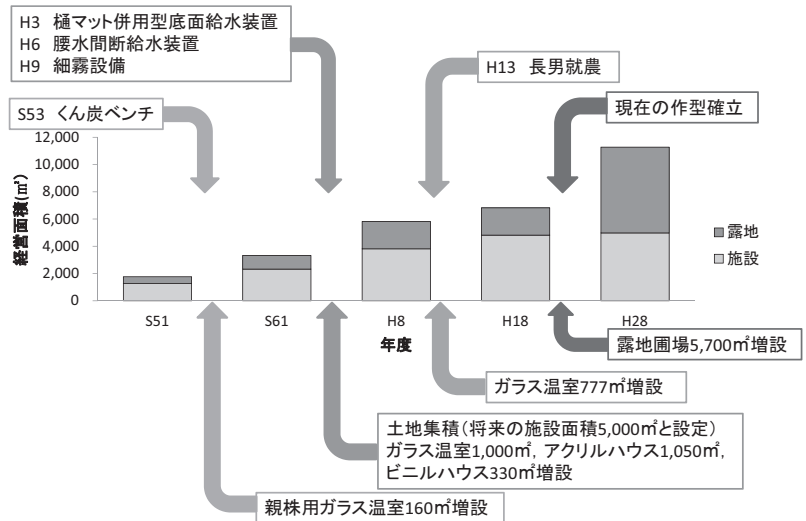 H3 樋マット併用型底面給水装置
H6 腰水間断給水装置
H9 細霧設備
H13 長男就農
S53 くん炭ベンチ
現在の作型確立
経営面積(㎡)
12,000
10,000
8,000
6,000
4,000
2,000
0
露地
施設
S51
S61
H8
H18
H28
年度
露地圃場5,700㎡増設
ガラス温室777㎡増設
土地集積(将来の施設面積5,000㎡と設定)
ガラス温室1,000㎡, アクリルハウス1,050㎡,
ビニルハウス330㎡増設
親株用ガラス温室160㎡増設